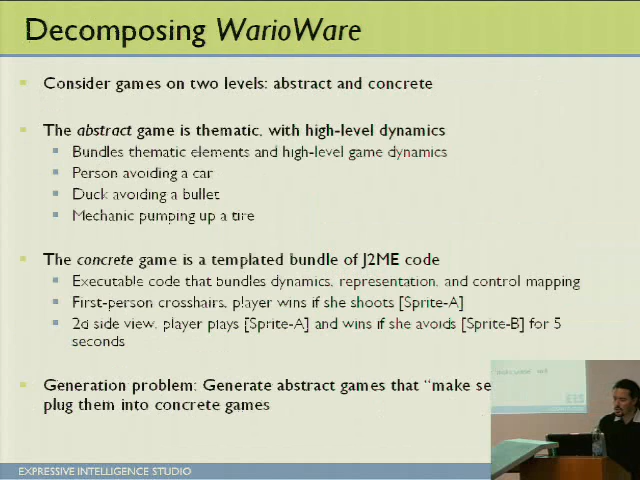 Decomposing WarioWare
Consider games on two levels: abstract and concrete
The abstract game is thematic, with high-level dynamics
Bundles thematic elements and high-level game dynamics
Person avoiding a car
Duck avoiding a bullet
Mechanic pumping up a tire
The concrete game is a templated bundle of J2ME code
Executable code that bundles dynamics, representation, and control mapping
First-person crosshairs, player wins if she shoots [Sprite-A]
2d side view, player plays [Sprite-A] and wins if she avoids [Sprite-B] for 5
seconds
Generation problem: Generate abstract games that “make se
plug them into concrete games
EIS
EXPRESSIVE INTELLIGENCE STUDIO